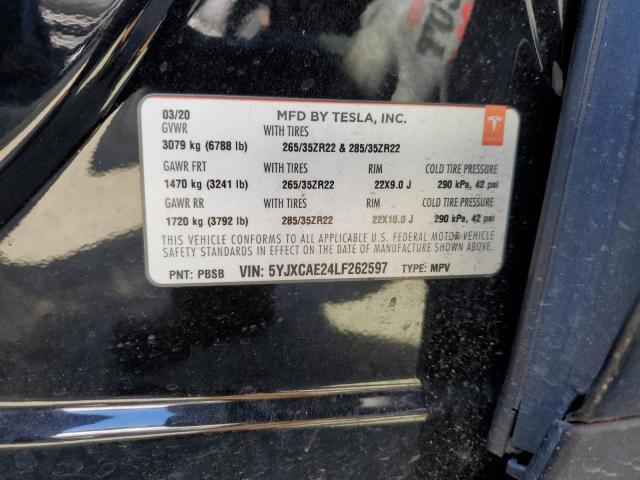 TUS
03/20 MFD BY TESLA, INC.
GVWR WITH TIRES
3079 kg (6788 lb) 265/35ZR22 & 285/35ZR22
GAWR FRT WITH TIRES RIM COLD TIRE PRESSURE
1470 kg (3241 lb) 265/35ZR22 22X9.0 J 290 kPa, 42 psi
GAWR RR WITH TIRES RIM COLD TIRE PRESSURE
1720 kg (3792 lb) 285/35ZR22 22X10.0 J 290 kPa, 42 psi
THIS VEHICLE CONFORMS TO ALL APPLICABLE U.S. FEDERAL MOTOR VEHICLE
SAFETY STANDARDS IN EFFECT ON THE DATE OF MANUFACTURE SHOWN ABOVE.
PNT: PBSB VIN: 5YJXCAE24LF262597 TYPE: MPV